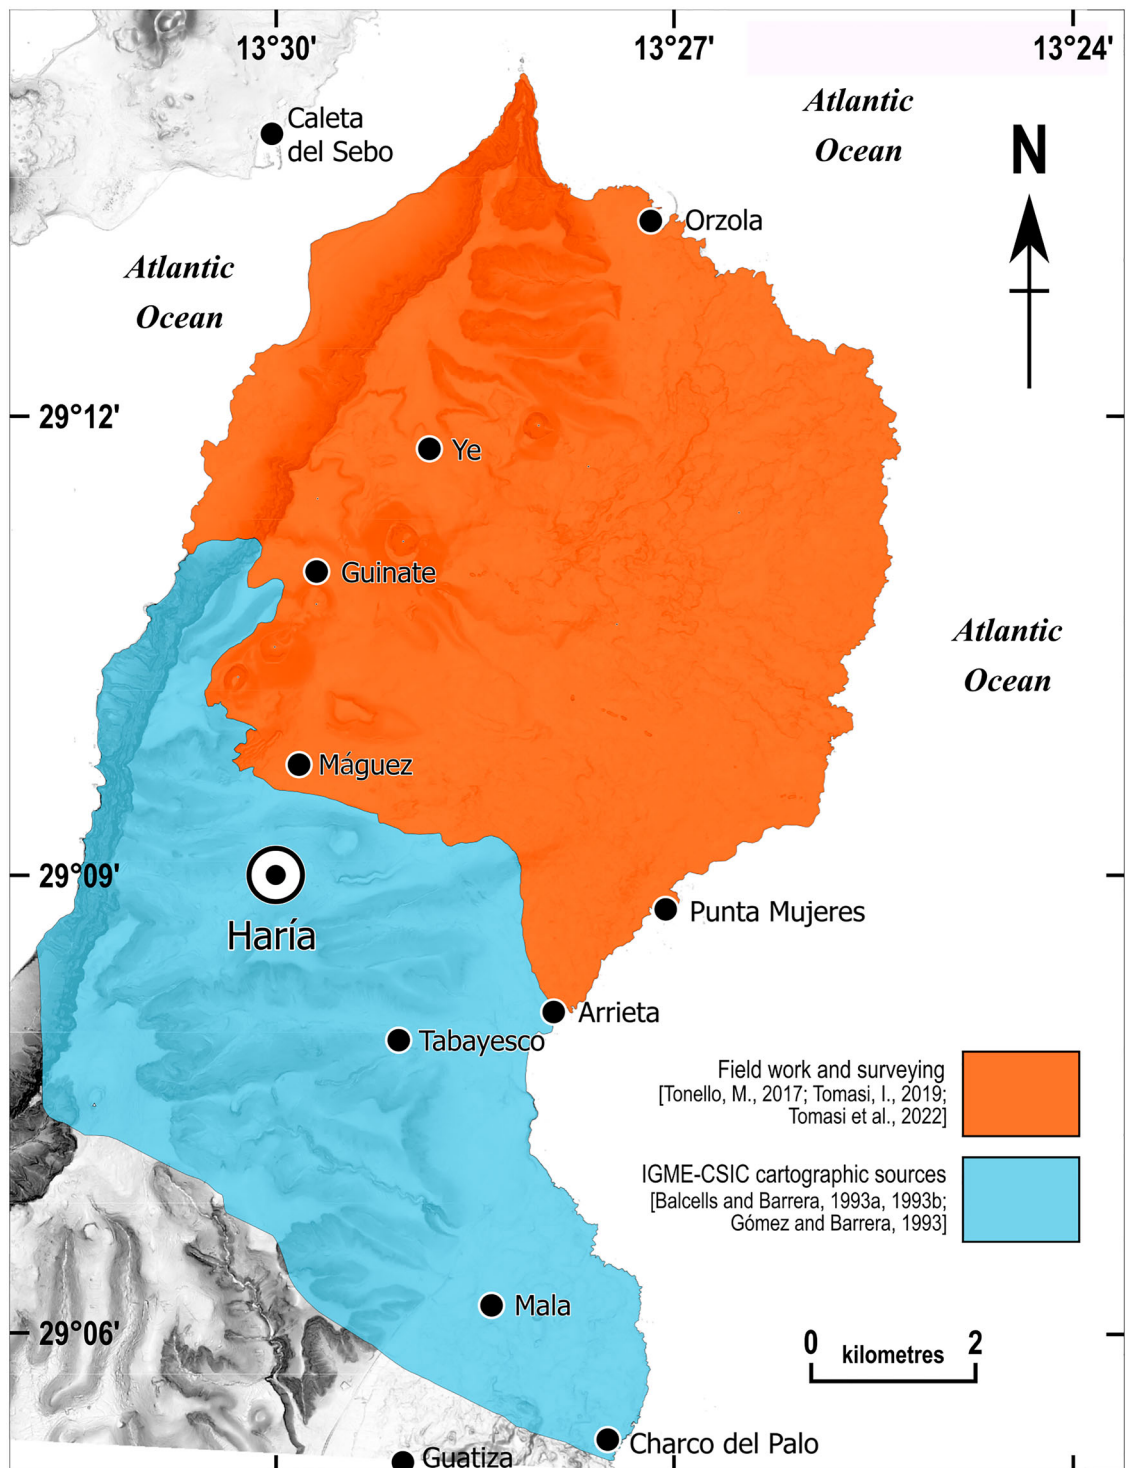 13°30'
13°27'
13°24'
Caleta
del Sebo
Atlantic
Ocean
N
Orzola
Atlantic
Ocean
29°12'
Ye
Guinate
Atlantic
Ocean
Máguez
29°09'
Haría
Punta Mujeres
Arrieta
Tabayesco
Field work and surveying
[Tonello, M., 2017; Tomasi, I., 2019;
Tomasi et al., 2022]
IGME-CSIC cartographic sources
[Balcells and Barrera, 1993a, 1993b;
Gómez and Barrera, 1993]
Mala
29°06'
0 kilometres 2
Charco del Palo
Guatiza